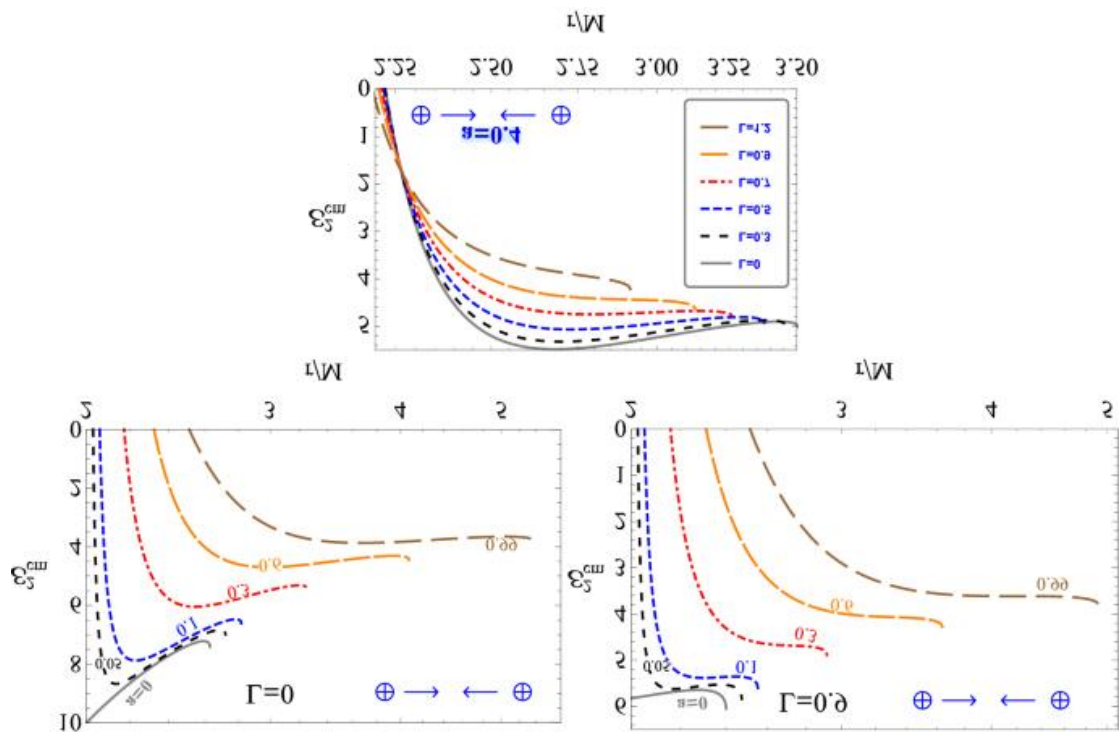 r/M
2.25 2.50 2.75 3.00 3.25 3.50
0
1
2
3
4
5
ℰ²cm
⊕ → ← ⊕
a=0.4
L=1.2
L=0.9
L=0.7
L=0.5
L=0.3
L=0
r/M
2 3 4 5
0
2
4
6
8
10
ℰ²cm
0.99
0.6
0.3
0.1
0.05
a=0
L=0
⊕ → ← ⊕
r/M
2 3 4 5
0
1
2
3
4
5
6
ℰ²cm
0.99
0.6
0.3
0.1
0.05
a=0
L=0.9
⊕ → ← ⊕